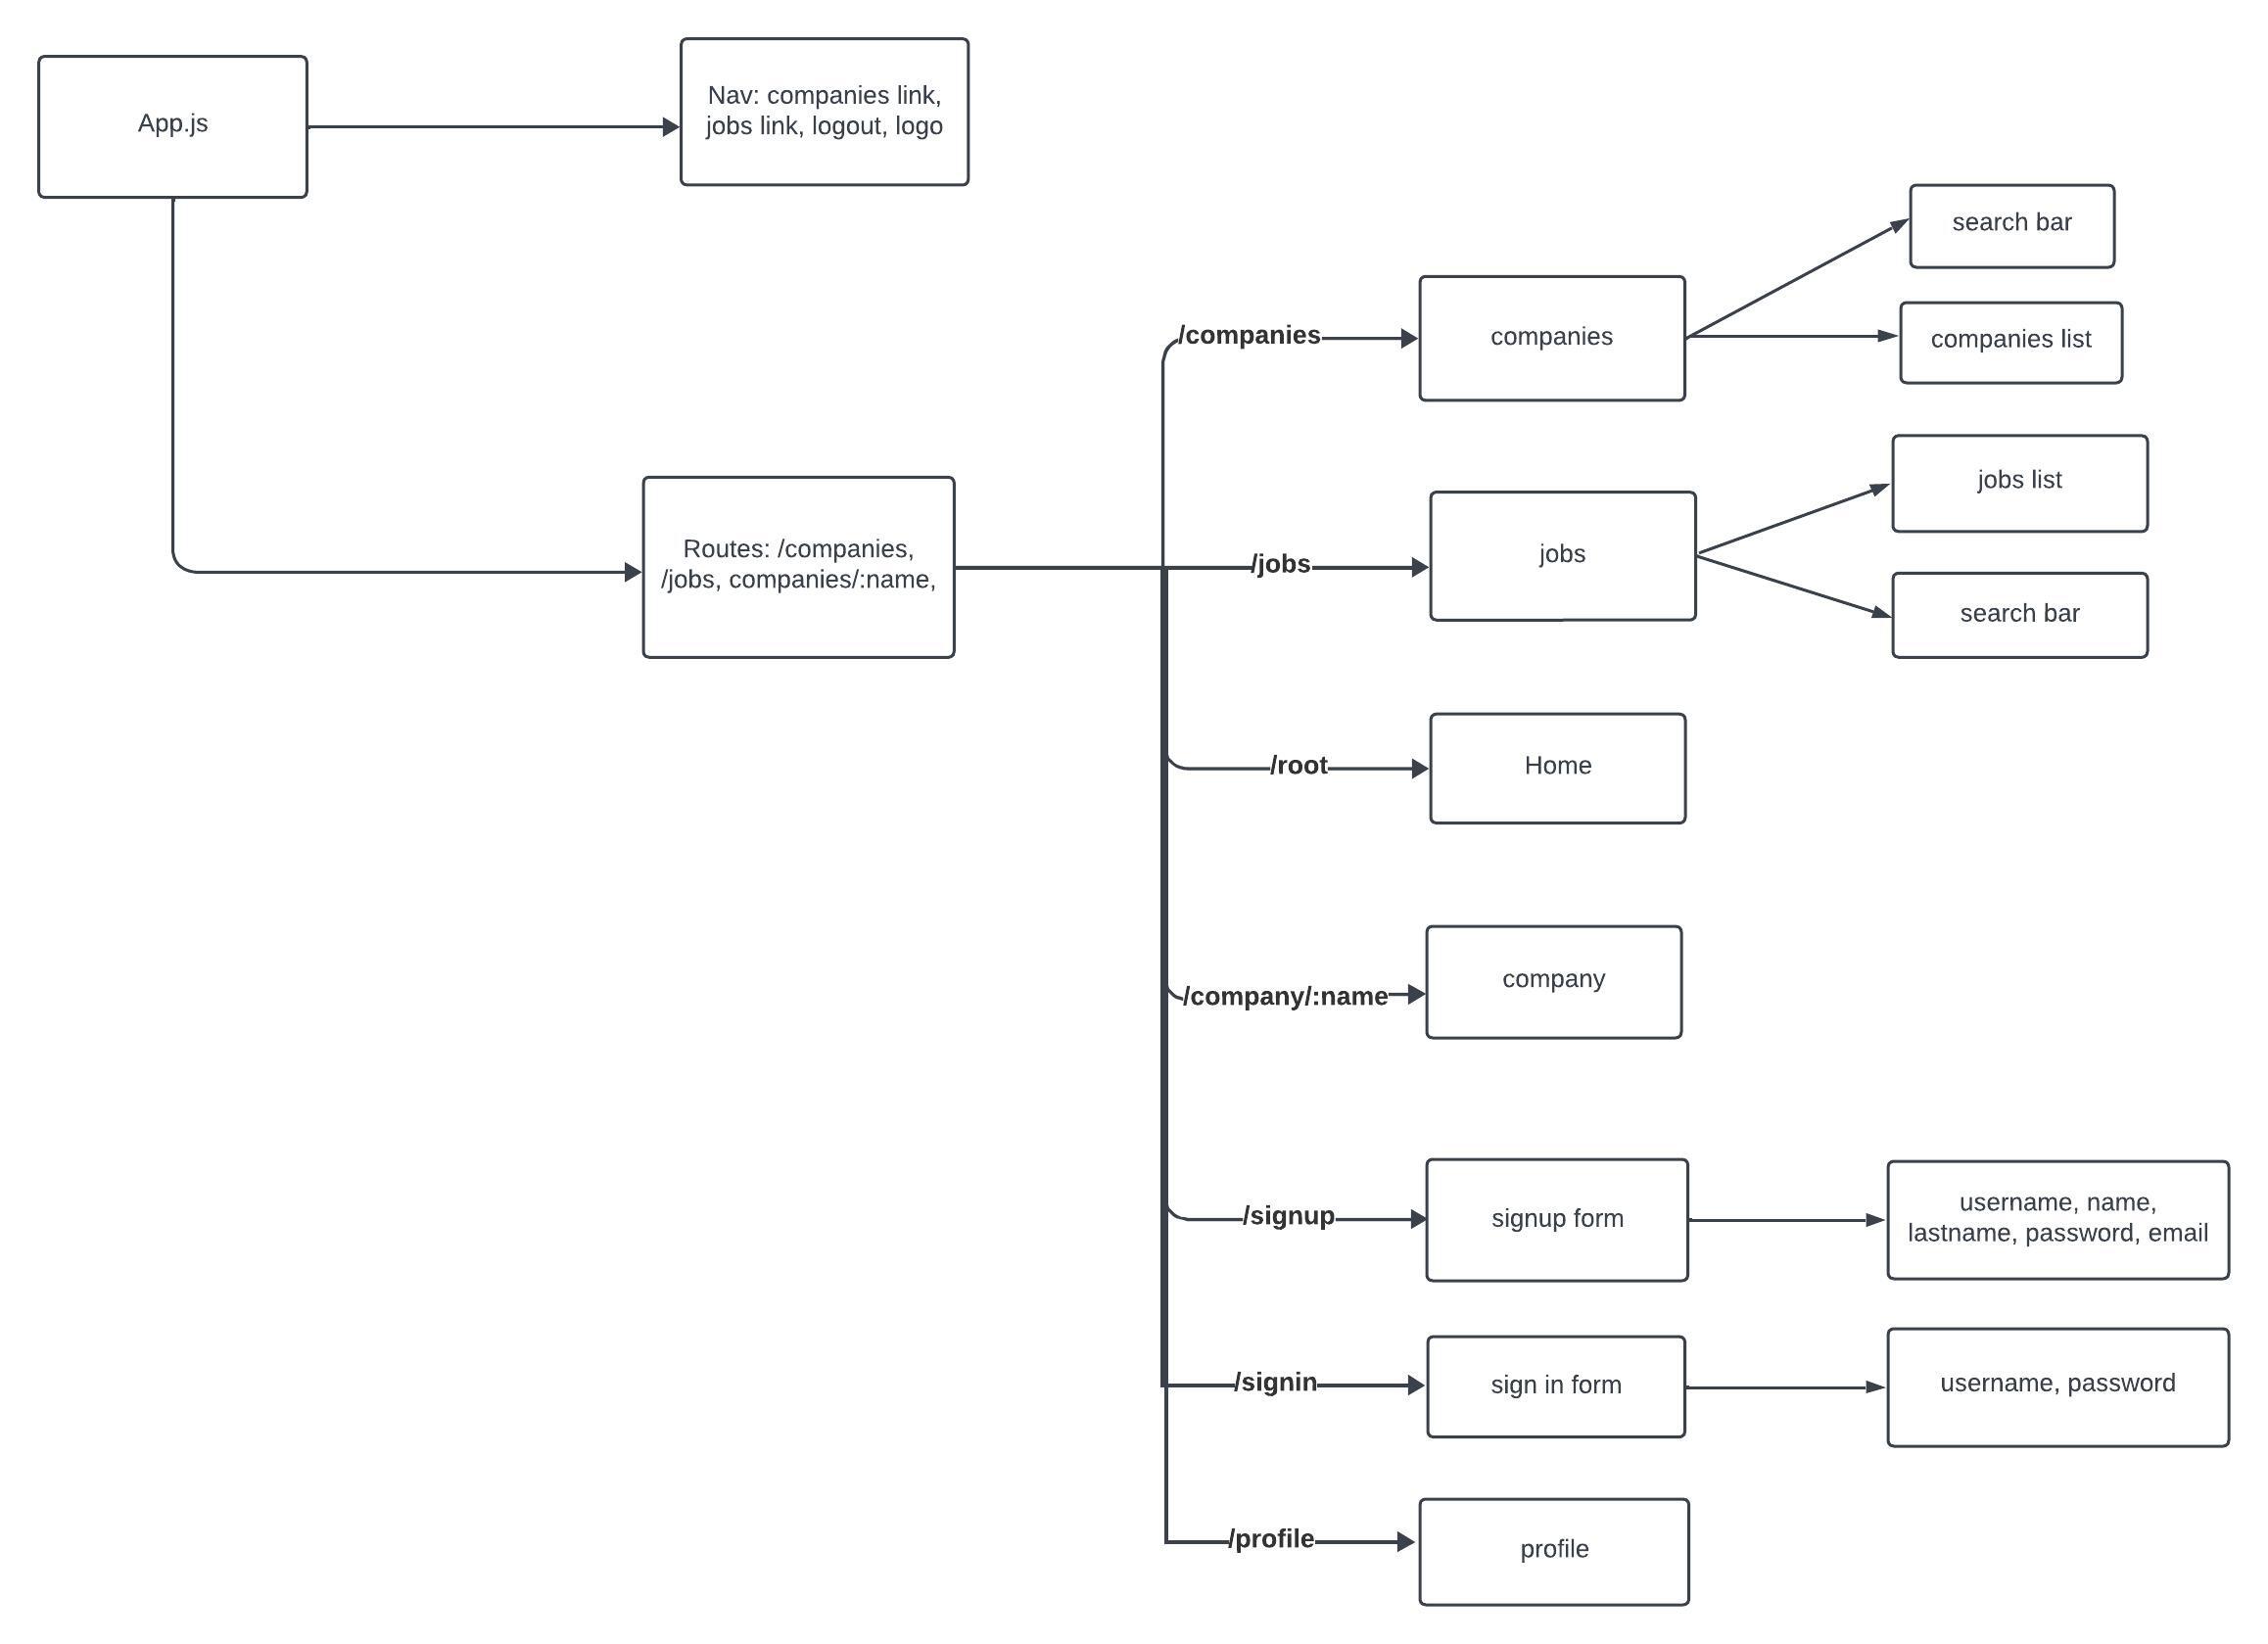 App.js
Nav: companies link,
jobs link, logout, logo
search bar
/companies
companies
companies list
jobs list
Routes: /companies,
/jobs, companies/:name,
/jobs
jobs
search bar
/root
Home
/company/:name
company
/signup
signup form
username, name,
lastname, password, email
/signin
sign in form
username, password
/profile
profile